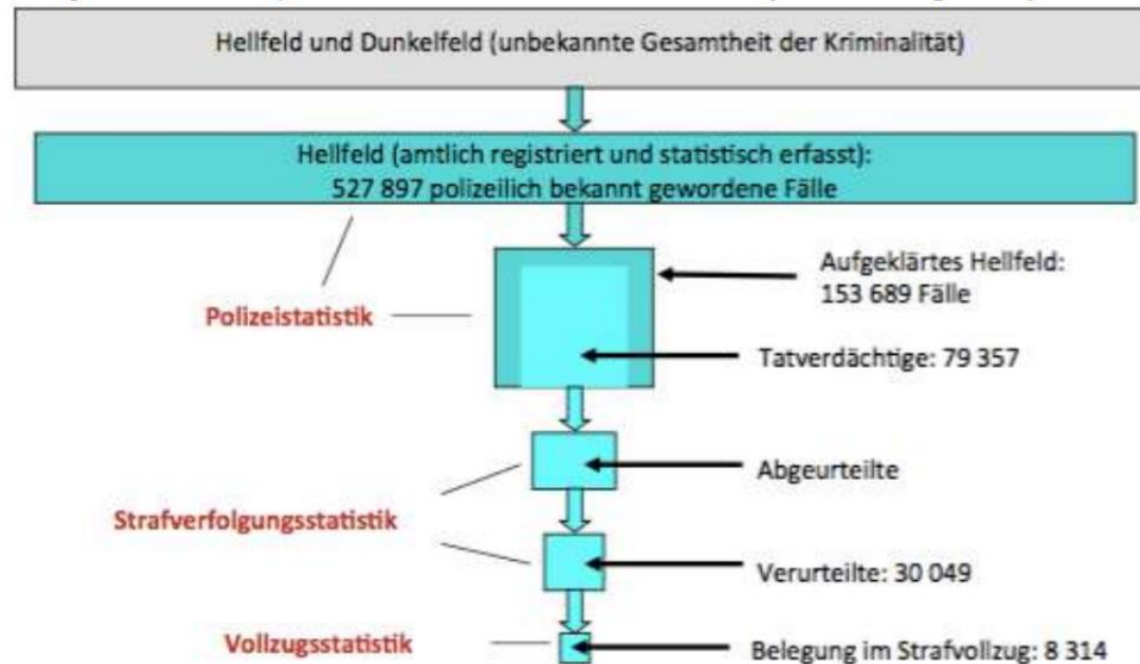 Hellfeld und Dunkelfeld (unbekannte Gesamtheit der Kriminalität)
Hellfeld (amtlich registriert und statistisch erfasst):
527 897 polizeilich bekannt gewordene Fälle
Aufgeklärtes Hellfeld:
153 689 Fälle
Polizeistatistik
Tatverdächtige: 79 357
Abgeurteilte
Strafverfolgungsstatistik
Verurteilte: 30 049
Vollzugsstatistik
Belegung im Strafvollzug: 8 314